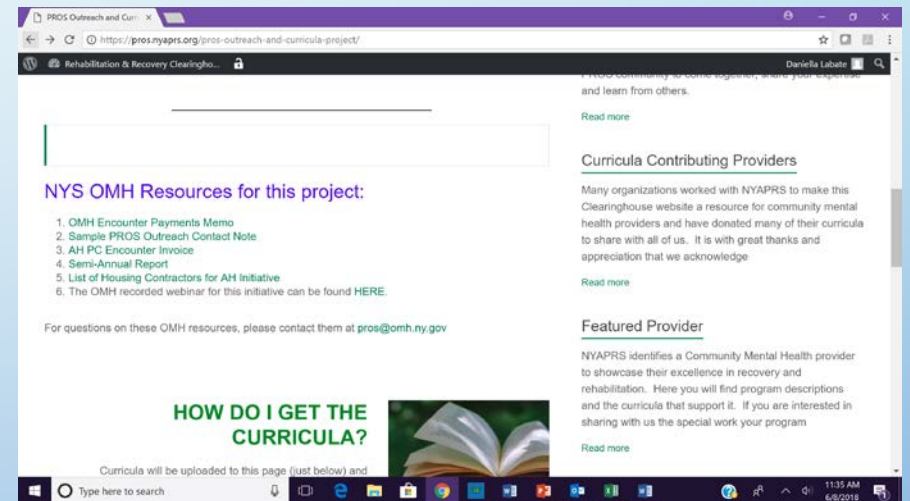 PROS Outreach and Curri
https://pros.nyaprs.org/pros-outreach-and-curricula-project/
Rehabilitation & Recovery Clearingho...
Daniella Labate
NYS OMH Resources for this project:
1. OMH Encounter Payments Memo
2. Sample PROS Outreach Contact Note
3. AH PC Encounter Invoice
4. Semi-Annual Report
5. List of Housing Contractors for AH Initiative
6. The OMH recorded webinar for this initiative can be found HERE.
For questions on these OMH resources, please contact them at pros@omh.ny.gov
HOW DO I GET THE
CURRICULA?
Curricula will be uploaded to this page (just below) and
PROS community to come together, share your expertise
and learn from others.
Read more
Curricula Contributing Providers
Many organizations worked with NYAPRS to make this
Clearinghouse website a resource for community mental
health providers and have donated many of their curricula
to share with all of us. It is with great thanks and
appreciation that we acknowledge
Read more
Featured Provider
NYAPRS identifies a Community Mental Health provider
to showcase their excellence in recovery and
rehabilitation. Here you will find program descriptions
and the curricula that support it. If you are interested in
sharing with us the special work your program
Read more
Type here to search
11:35 AM
6/8/2018